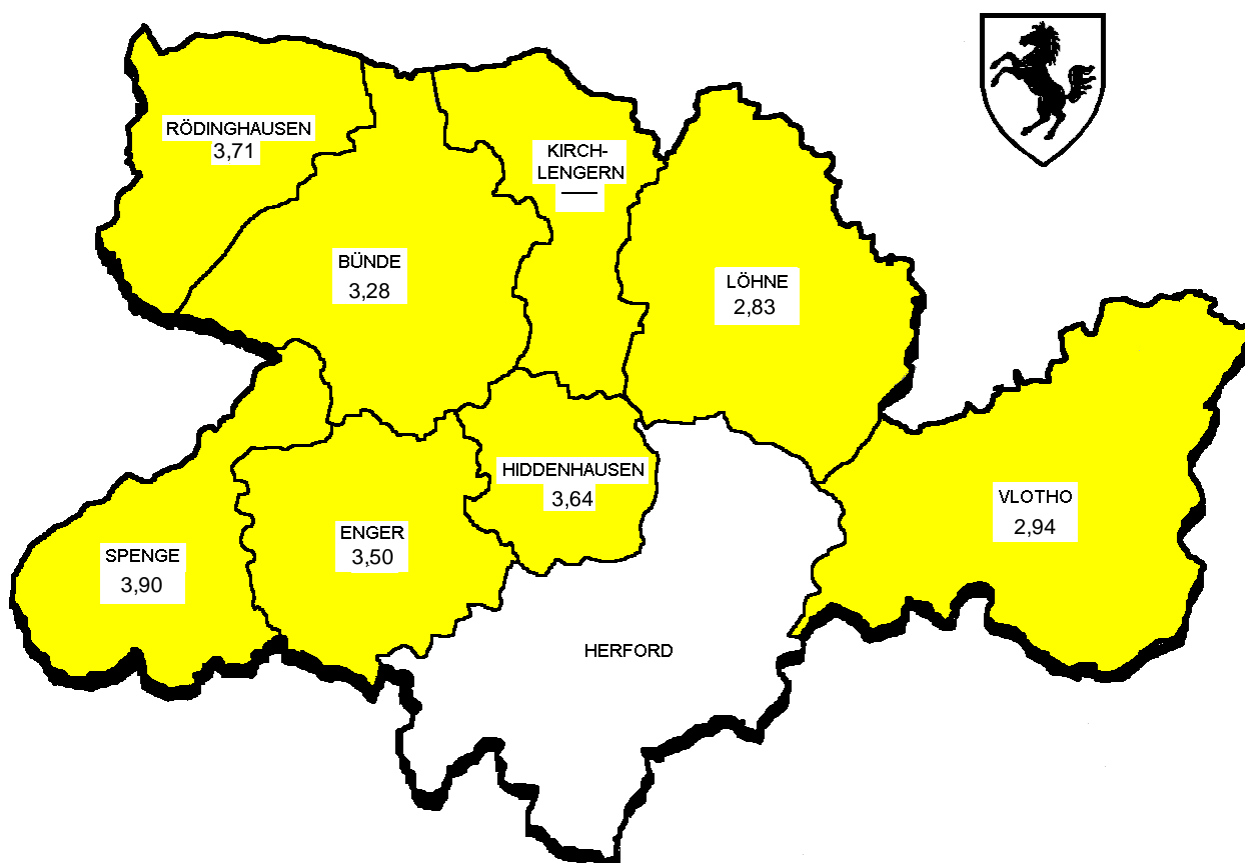 RÖDINGHAUSEN
3,71
KIRCH-
LENGERN
BÜNDE
3,28
LÖHNE
2,83
HIDDENHAUSEN
3,64
VLOTHO
2,94
ENGER
3,50
SPENGE
3,90
HERFORD